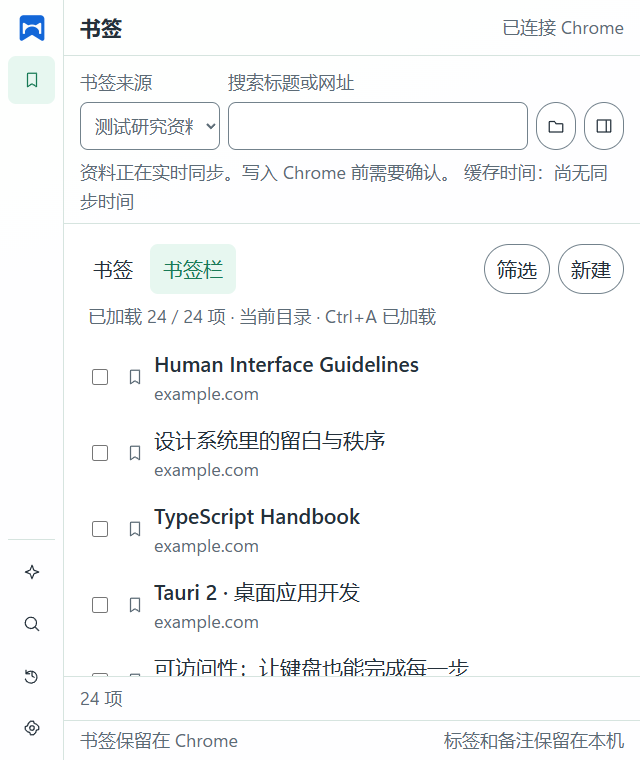 书签
已连接 Chrome
书签来源
搜索标题或网址
测试研究资料
资料正在实时同步。写入 Chrome 前需要确认。 缓存时间：尚无同
步时间
书签
书签栏
筛选
新建
已加载 24 / 24 项 · 当前目录 · Ctrl+A 已加载
Human Interface Guidelines
example.com
设计系统里的留白与秩序
example.com
TypeScript Handbook
example.com
Tauri 2 · 桌面应用开发
example.com
可访问性：让键盘也能完成每一步
24 项
书签保留在 Chrome
标签和备注保留在本机